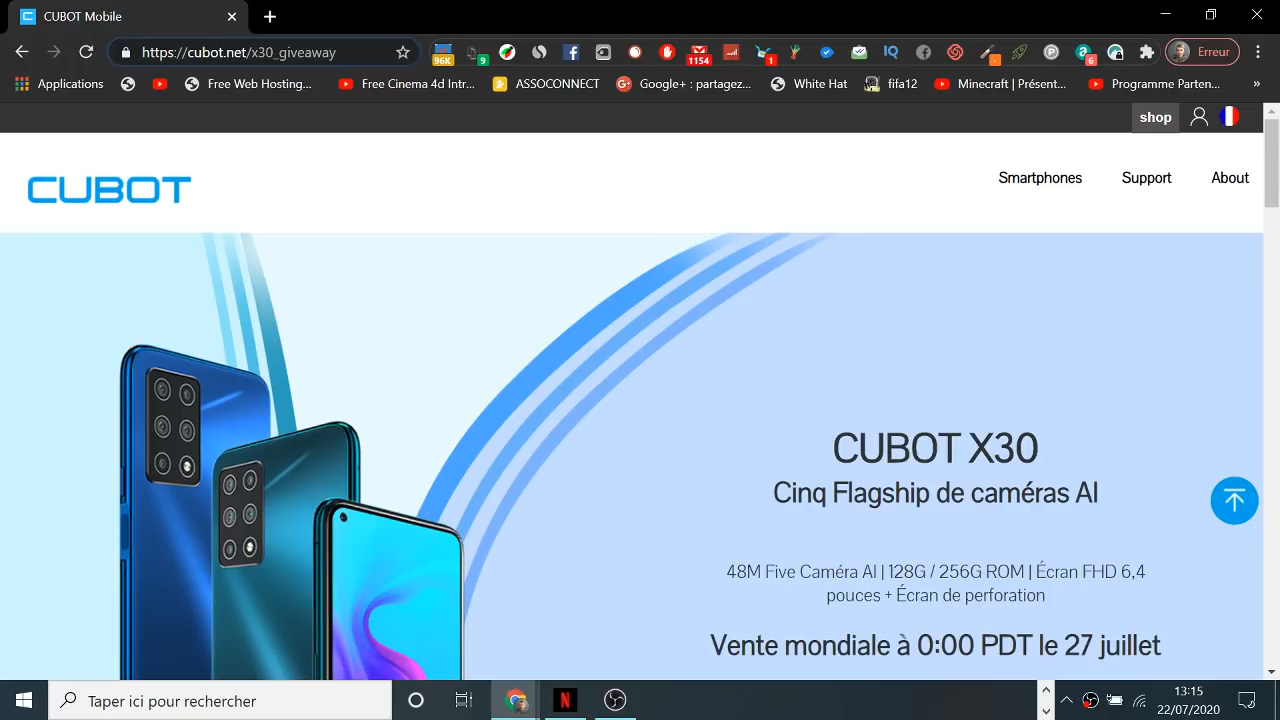 CUBOT Mobile
https://cubot.net/x30_giveaway
96K
9
1154
1
6
Erreur
Applications
Free Web Hosting...
Free Cinema 4d Intr...
ASSOCONNECT
Google+ : partagez...
White Hat
fifa12
Minecraft | Présent...
Programme Parten...
shop
CUBOT
Smartphones
Support
About
CUBOT X30
Cinq Flagship de caméras AI
48M Five Caméra AI | 128G / 256G ROM | Écran FHD 6,4
pouces + Écran de perforation
Vente mondiale à 0:00 PDT le 27 juillet
Taper ici pour rechercher
13:15
22/07/2020